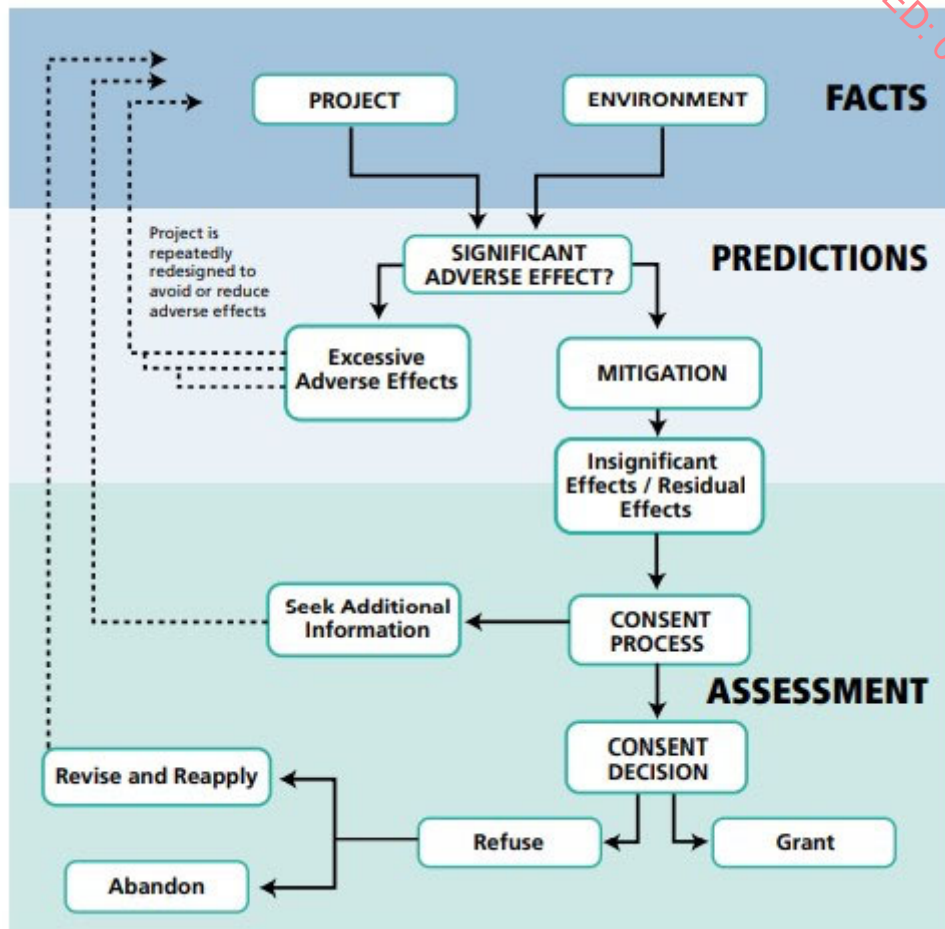 PROJECT
ENVIRONMENT
FACTS
Project is
repeatedly
redesigned to
avoid or reduce
adverse effects
SIGNIFICANT
ADVERSE EFFECT?
PREDICTIONS
Excessive
Adverse Effects
MITIGATION
Insignificant
Effects / Residual
Effects
Seek Additional
Information
CONSENT
PROCESS
ASSESSMENT
CONSENT
DECISION
Revise and Reapply
Refuse
Grant
Abandon